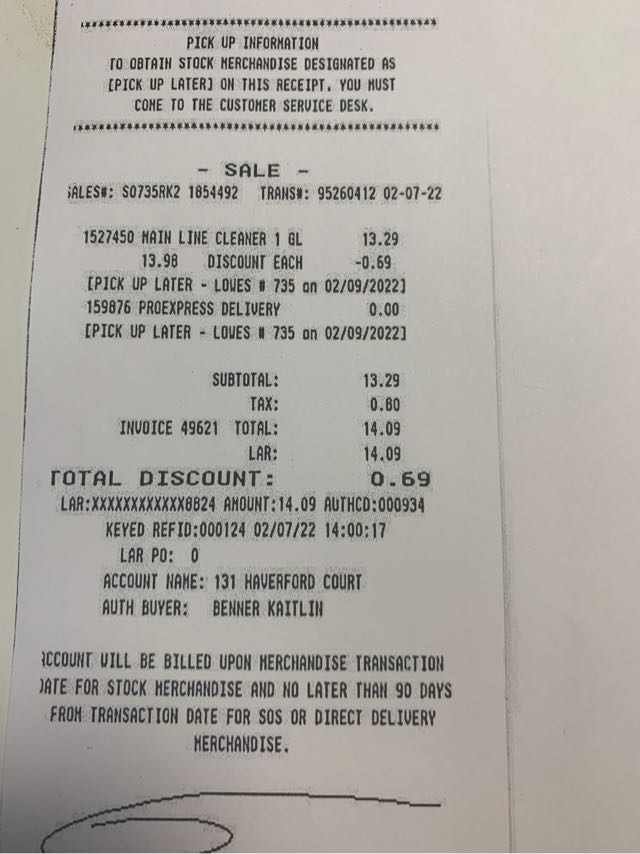 ************************************************
PICK UP INFORMATION
TO OBTAIN STOCK MERCHANDISE DESIGNATED AS
[PICK UP LATER] ON THIS RECEIPT, YOU MUST
COME TO THE CUSTOMER SERVICE DESK.
************************************************
- SALE -
SALES#: S0735RK2 1854492 TRANS#: 95260412 02-07-22
1527450 MAIN LINE CLEANER 1 GL 13.29
13.98 DISCOUNT EACH -0.69
[PICK UP LATER - LOWES # 735 on 02/09/2022]
159876 PROEXPRESS DELIVERY 0.00
[PICK UP LATER - LOWES # 735 on 02/09/2022]
SUBTOTAL: 13.29
TAX: 0.80
INVOICE 49621 TOTAL: 14.09
LAR: 14.09
TOTAL DISCOUNT: 0.69
LAR:XXXXXXXXXXXX8824 AMOUNT:14.09 AUTHCD:000934
KEYED REFID:000124 02/07/22 14:00:17
LAR PO: 0
ACCOUNT NAME: 131 HAVERFORD COURT
AUTH BUYER: BENNER KAITLIN
ACCOUNT WILL BE BILLED UPON MERCHANDISE TRANSACTION
DATE FOR STOCK MERCHANDISE AND NO LATER THAN 90 DAYS
FROM TRANSACTION DATE FOR SOS OR DIRECT DELIVERY
MERCHANDISE.